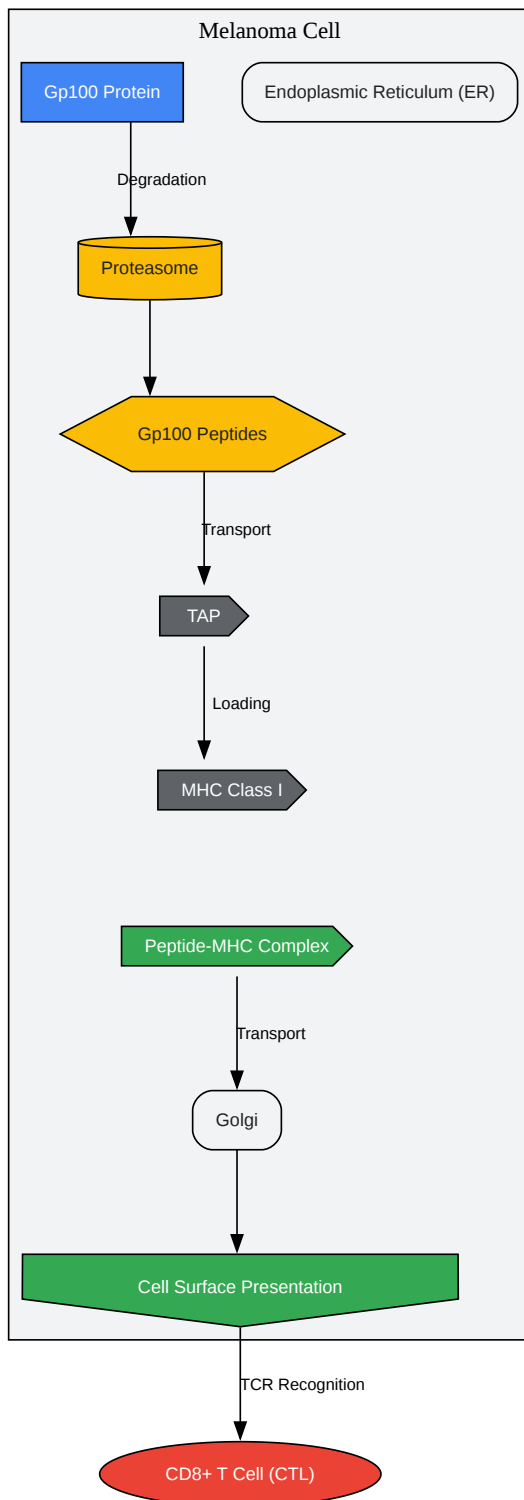 Melanoma Cell
Gp100 Protein
Endoplasmic Reticulum (ER)
Degradation
Proteasome
Gp100 Peptides
Transport
TAP
Loading
MHC Class I
Peptide-MHC Complex
Transport
Golgi
Cell Surface Presentation
TCR Recognition
CD8+ T Cell (CTL)